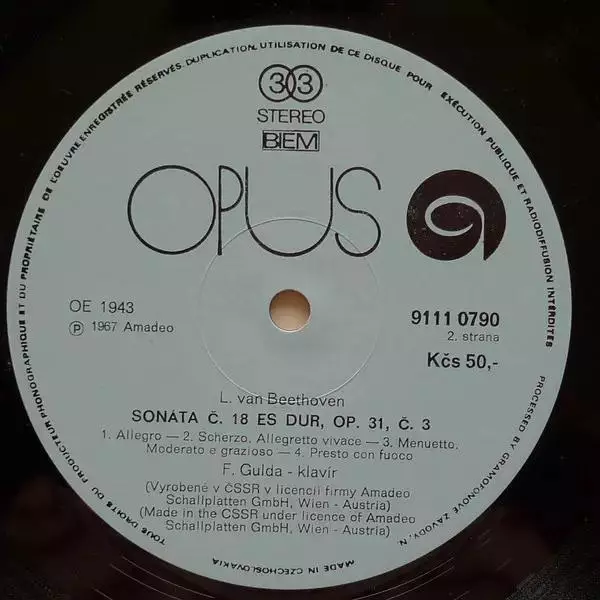 33
STEREO
BIEM
OPUS
OE 1943
Ⓟ 1967 Amadeo
9111 0790
2. strana
Kčs 50,-
L. van Beethoven
SONÁTA Č. 18 ES DUR, OP. 31, Č. 3
1. Allegro — 2. Scherzo. Allegretto vivace — 3. Menuetto.
Moderato e grazioso — 4. Presto con fuoco
F. Gulda - klavír
(Vyrobené v ČSSR v licencii firmy Amadeo
Schallplatten GmbH, Wien - Austria)
(Made in the CSSR under licence of Amadeo
Schallplatten GmbH, Wien - Austria)
TOUS DROITS DU PRODUCTEUR PHONOGRAPHIQUE ET DU PROPRIÉTAIRE DE L'OEUVRE ENREGISTRÉE RÉSERVÉS. DUPLICATION, UTILISATION DE CE DISQUE POUR EXÉCUTION PUBLIQUE ET RADIODIFFUSION INTERDITES
PROCESSED BY GRAMOFONOVÉ ZÁVODY, N.
MADE IN CZECHOSLOVAKIA